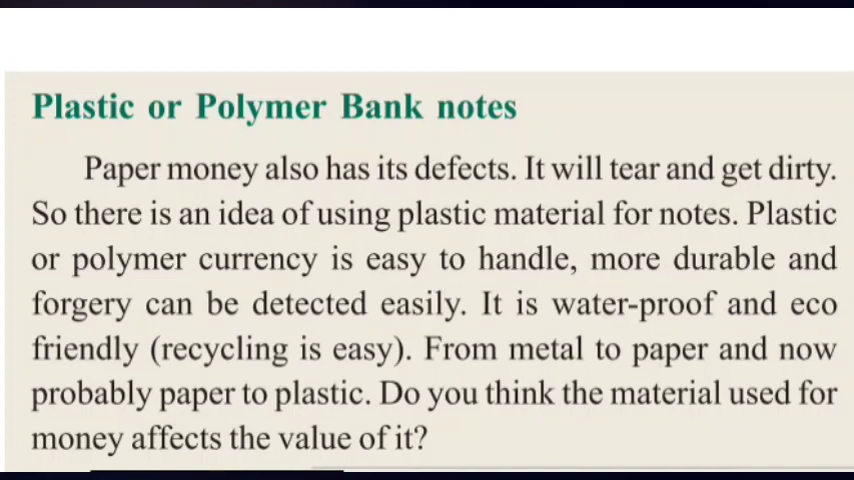 Plastic or Polymer Bank notes
Paper money also has its defects. It will tear and get dirty.
So there is an idea of using plastic material for notes. Plastic
or polymer currency is easy to handle, more durable and
forgery can be detected easily. It is water-proof and eco
friendly (recycling is easy). From metal to paper and now
probably paper to plastic. Do you think the material used for
money affects the value of it?